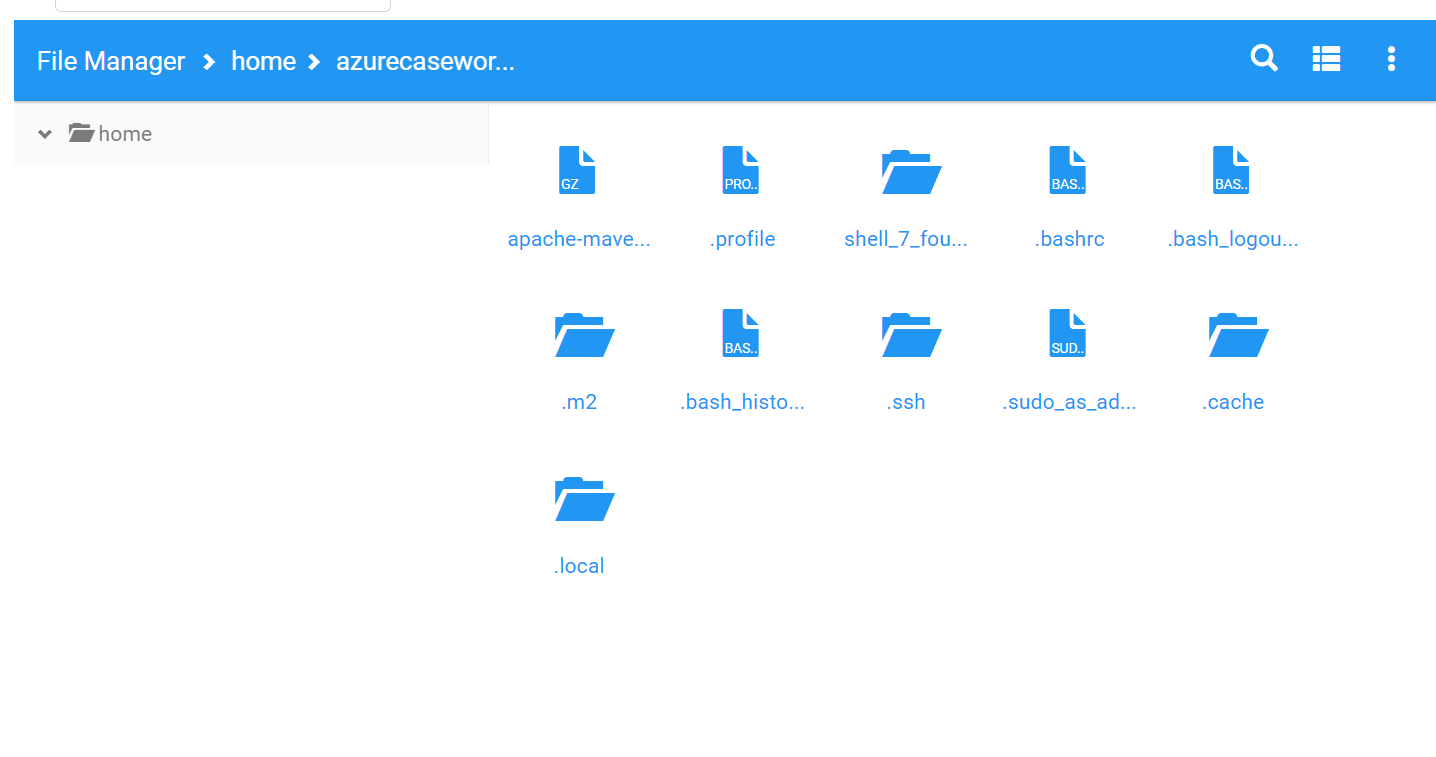 File Manager home azurecasewor...
home
GZ PRO.. BAS.. BAS..
apache-mave... .profile shell_7_fou... .bashrc .bash_logou...
BAS.. SUD..
.m2 .bash_histo... .ssh .sudo_as_ad... .cache
.local